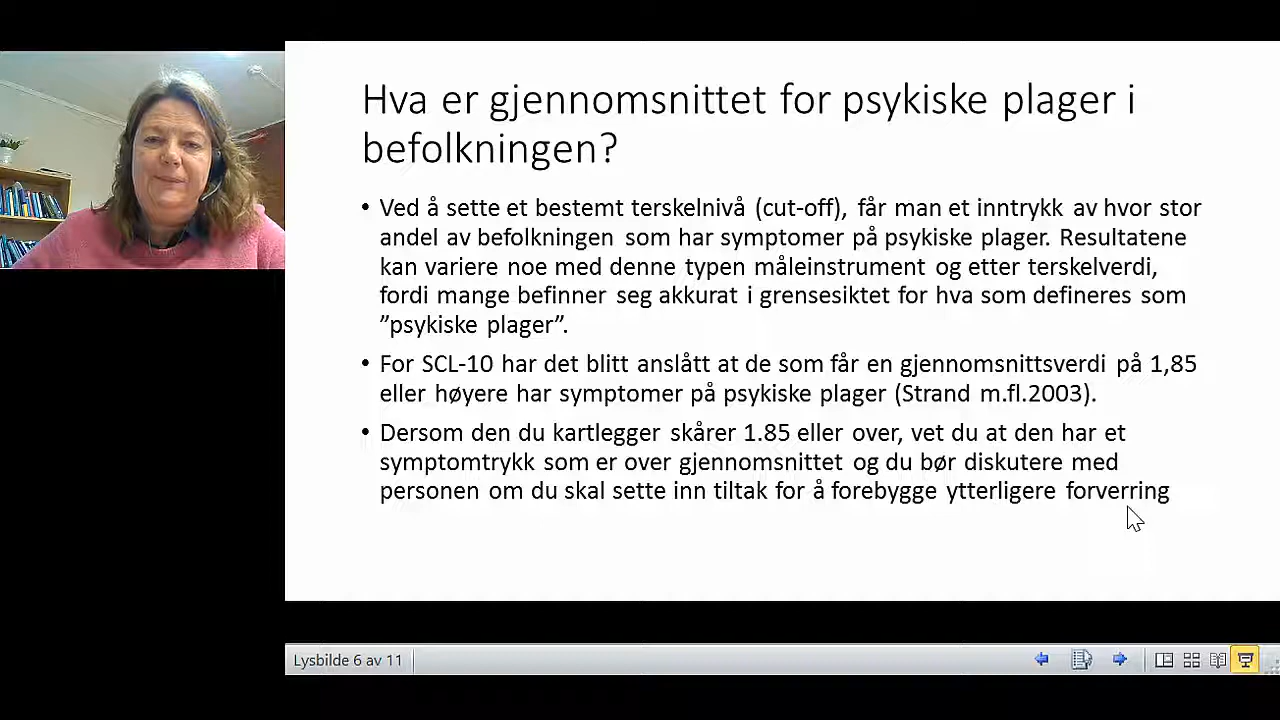 Hva er gjennomsnittet for psykiske plager i
befolkningen?
• Ved å sette et bestemt terskelnivå (cut-off), får man et inntrykk av hvor stor
andel av befolkningen som har symptomer på psykiske plager. Resultatene
kan variere noe med denne typen måleinstrument og etter terskelverdi,
fordi mange befinner seg akkurat i grensesiktet for hva som defineres som
”psykiske plager”.
• For SCL-10 har det blitt anslått at de som får en gjennomsnittsverdi på 1,85
eller høyere har symptomer på psykiske plager (Strand m.fl.2003).
• Dersom den du kartlegger skårer 1.85 eller over, vet du at den har et
symptomtrykk som er over gjennomsnittet og du bør diskutere med
personen om du skal sette inn tiltak for å forebygge ytterligere forverring
Lysbilde 6 av 11